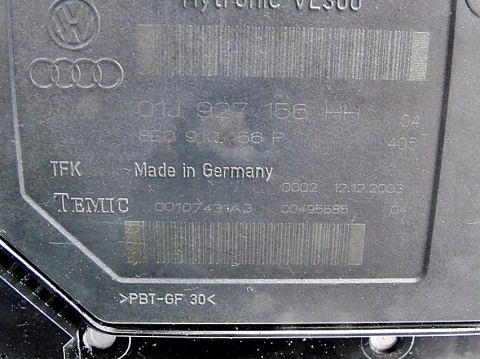 Hytronic VL300
01J 927 156 HH 04
8E0 910 156 P 405
TFK Made in Germany
0002 12.12.2003
TEMIC 00107431A3 00495585 04
>PBT-GF 30<